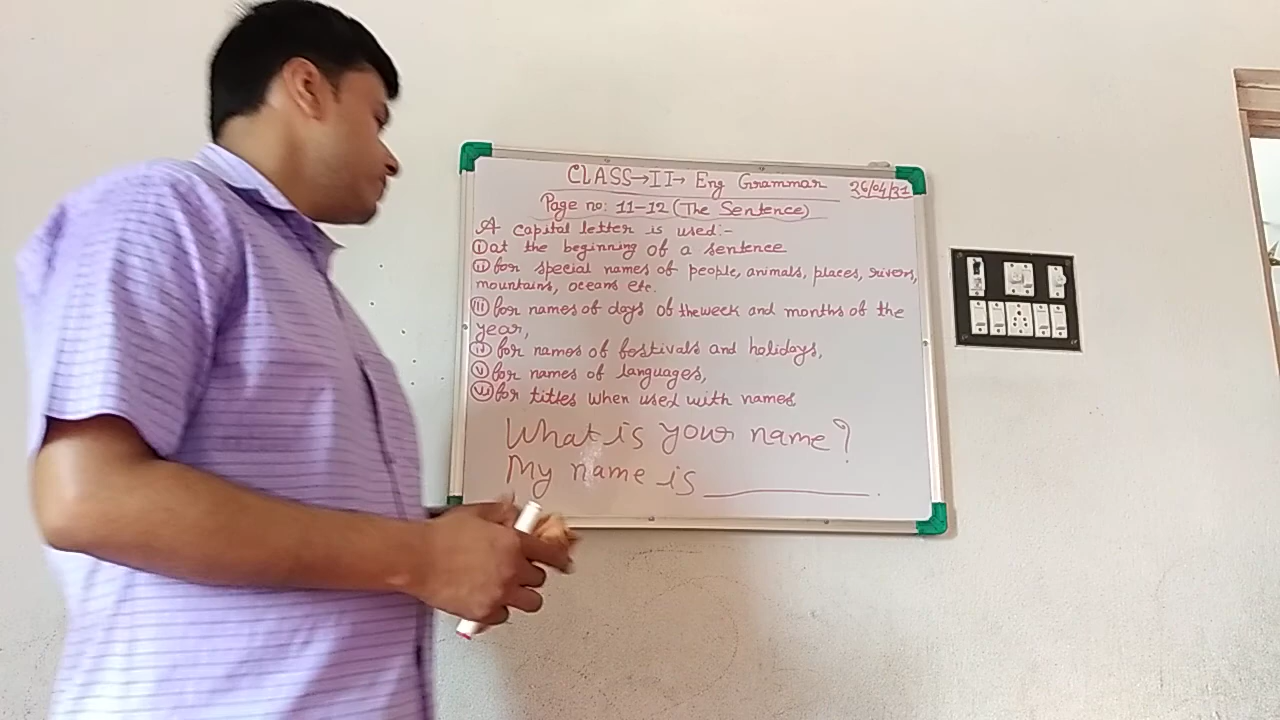 CLASS→II→ Eng Grammar 26/04/21
Page no: 11-12 (The Sentence)
A capital letter is used:-
(i) at the beginning of a sentence
(ii) for special names of people, animals, places, rivers,
mountains, oceans etc.
(iii) for names of days of the week and months of the
year,
(iv) for names of festivals and holidays,
(v) for names of languages,
(vi) for titles when used with names
What is your name?
My name is __________.